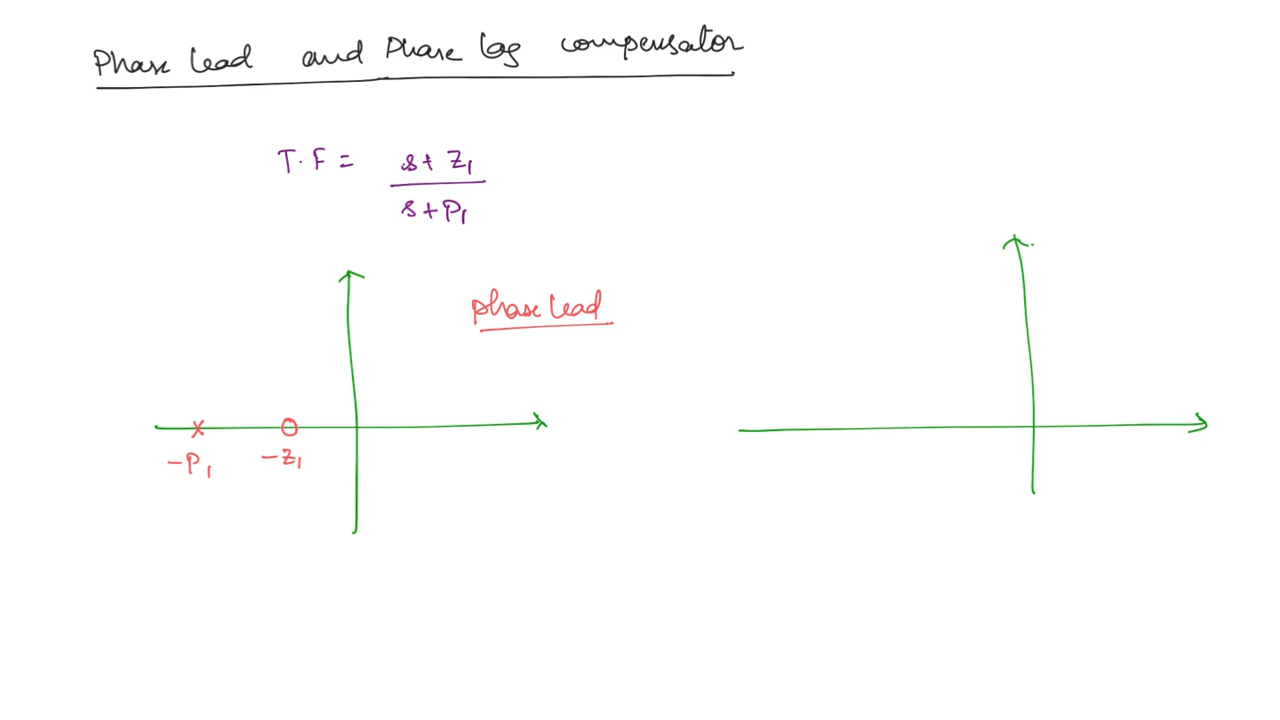 Phase lead and Phase lag compensator
T.F = s+Z₁
s+P₁
phase lead
-P₁ -Z₁